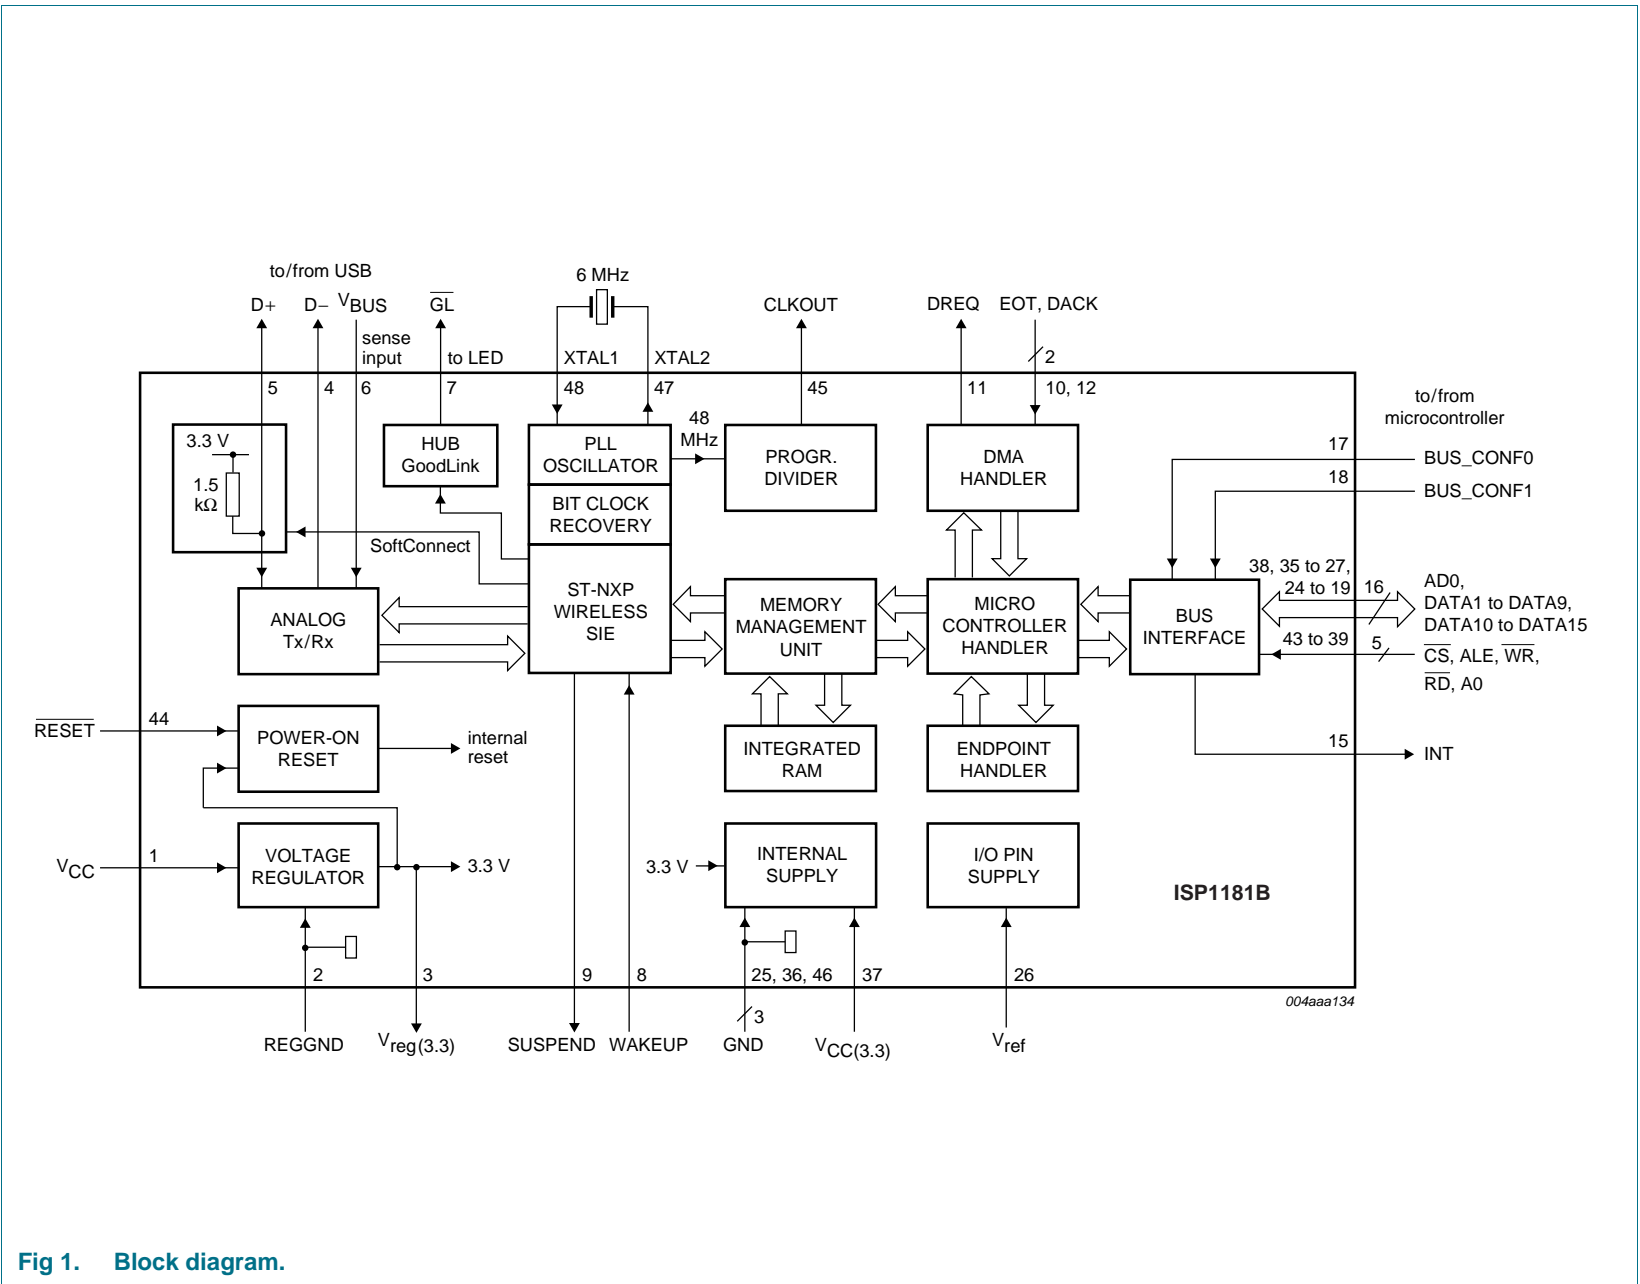 to/from USB
6 MHz
D+
D−
VBUS
GL
CLKOUT
DREQ
EOT, DACK
sense
input
to LED
XTAL1
XTAL2
2
5
4
6
7
48
47
45
11
10, 12
to/from
microcontroller
3.3 V
1.5
kΩ
HUB
GoodLink
PLL
OSCILLATOR
48
MHz
PROGR.
DIVIDER
DMA
HANDLER
17
BUS_CONF0
18
BUS_CONF1
BIT CLOCK
RECOVERY
SoftConnect
ANALOG
Tx/Rx
ST-NXP
WIRELESS
SIE
MEMORY
MANAGEMENT
UNIT
MICRO
CONTROLLER
HANDLER
BUS
INTERFACE
38, 35 to 27,
24 to 19
16
AD0,
DATA1 to DATA9,
DATA10 to DATA15
43 to 39
5
CS, ALE, WR,
RD, A0
RESET
44
POWER-ON
RESET
internal
reset
INTEGRATED
RAM
ENDPOINT
HANDLER
15
INT
VCC
1
VOLTAGE
REGULATOR
3.3 V
3.3 V
INTERNAL
SUPPLY
I/O PIN
SUPPLY
ISP1181B
2
3
9
8
25, 36, 46
37
26
004aaa134
3
REGGND
Vreg(3.3)
SUSPEND
WAKEUP
GND
VCC(3.3)
Vref
Fig 1. Block diagram.